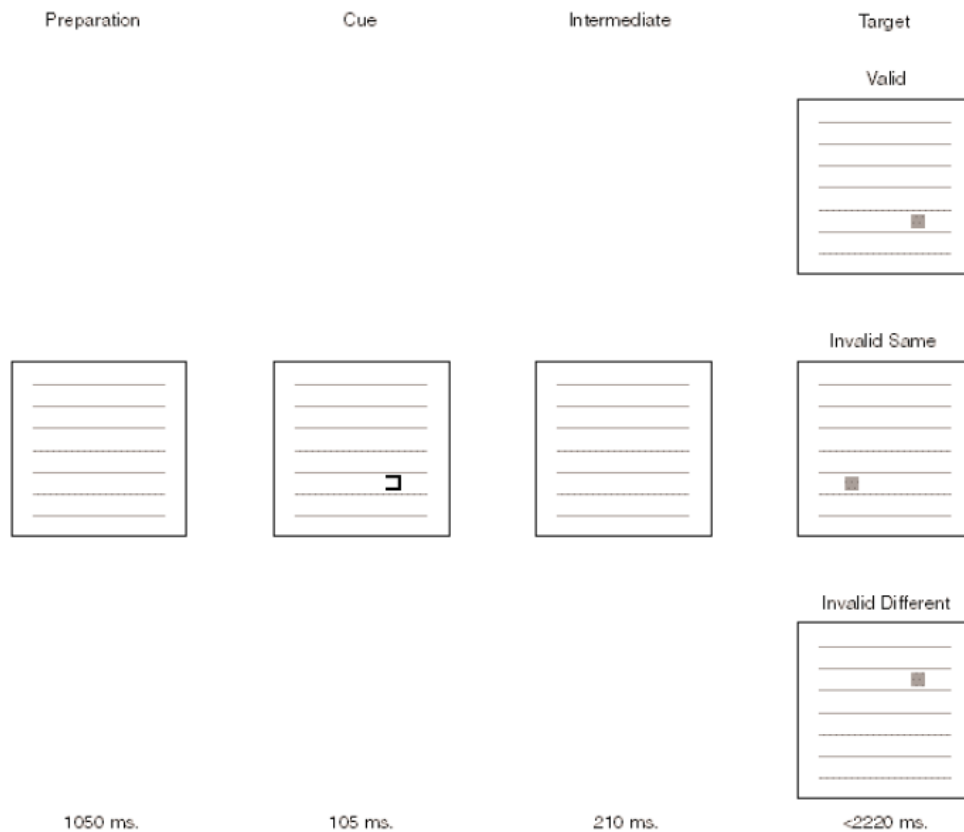 Preparation Cue Intermediate Target
Valid
Invalid Same
Invalid Different
1050 ms. 105 ms. 210 ms. <2220 ms.